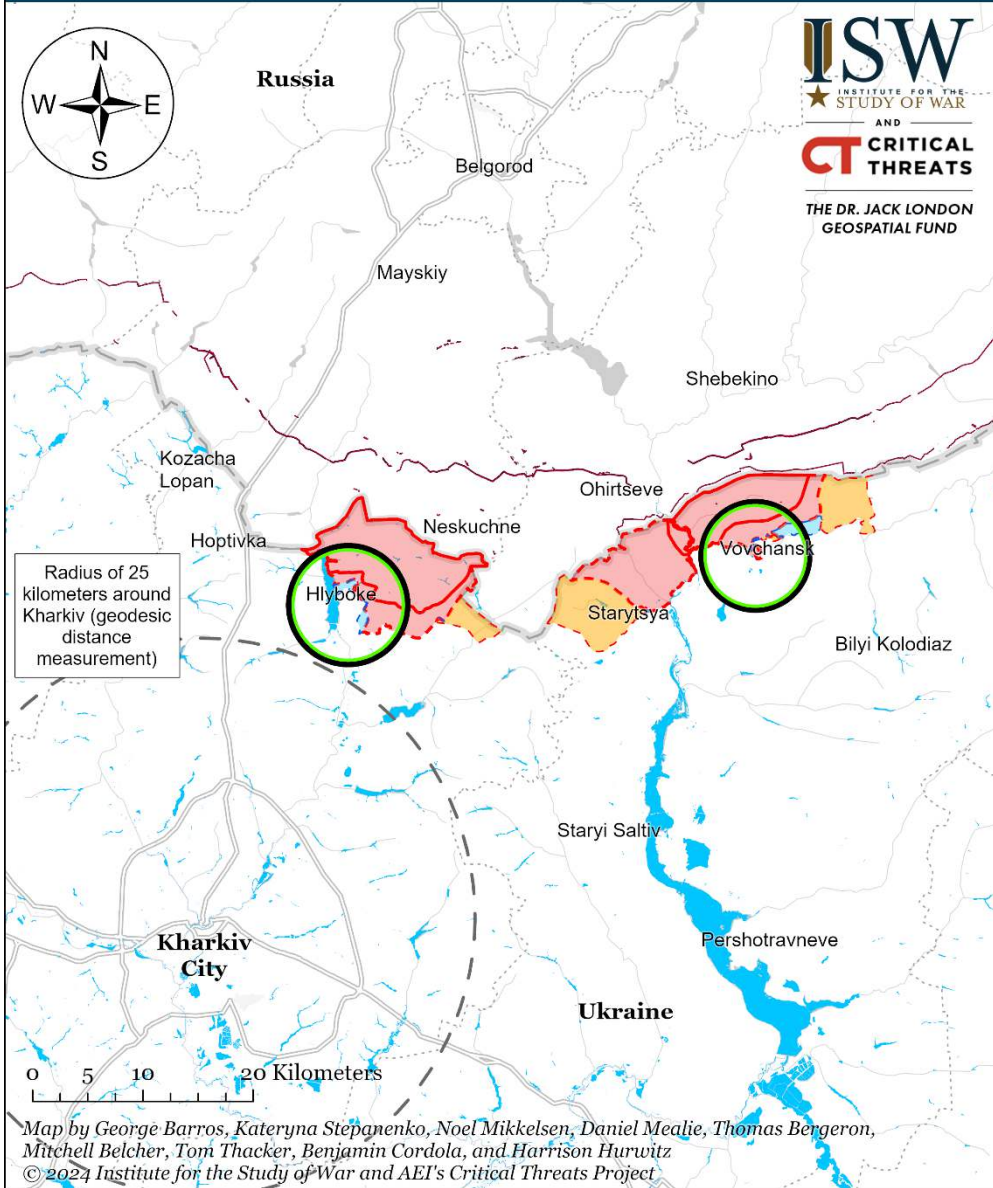 N
W
E
S
Russia
ISW
INSTITUTE FOR THE
STUDY OF WAR
AND
CT CRITICAL
THREATS
THE DR. JACK LONDON
GEOSPATIAL FUND
Belgorod
Mayskiy
Shebekino
Kozacha
Lopan
Ohirtseve
Neskuchne
Hoptivka
Vovchansk
Radius of 25
kilometers around
Kharkiv (geodesic
distance
measurement)
Hlyboke
Starytsya
Bilyi Kolodiaz
Staryi Saltiv
Pershotravneve
Kharkiv
City
Ukraine
0 5 10 20 Kilometers
Map by George Barros, Kateryna Stepanenko, Noel Mikkelsen, Daniel Mealie, Thomas Bergeron,
Mitchell Belcher, Tom Thacker, Benjamin Cordola, and Harrison Hurwitz
© 2024 Institute for the Study of War and AEI's Critical Threats Project